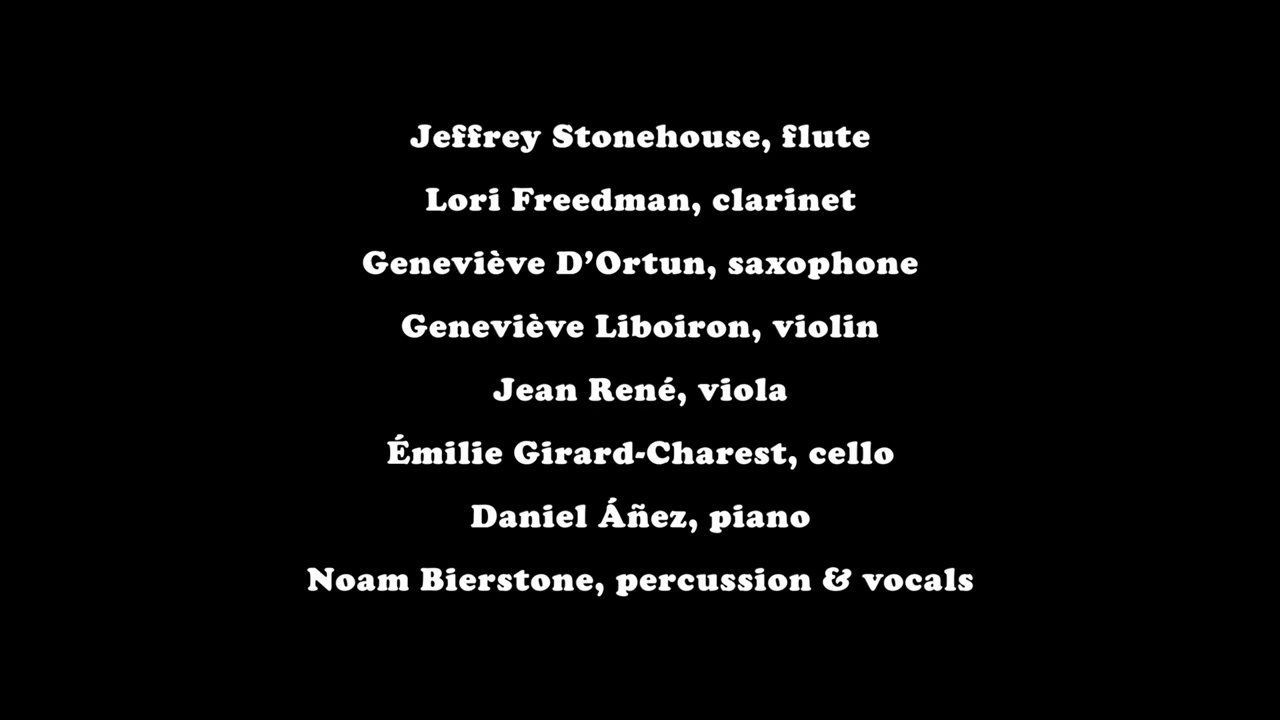 Jeffrey Stonehouse, flute
Lori Freedman, clarinet
Geneviève D’Ortun, saxophone
Geneviève Liboiron, violin
Jean René, viola
Émilie Girard-Charest, cello
Daniel Áñez, piano
Noam Bierstone, percussion & vocals